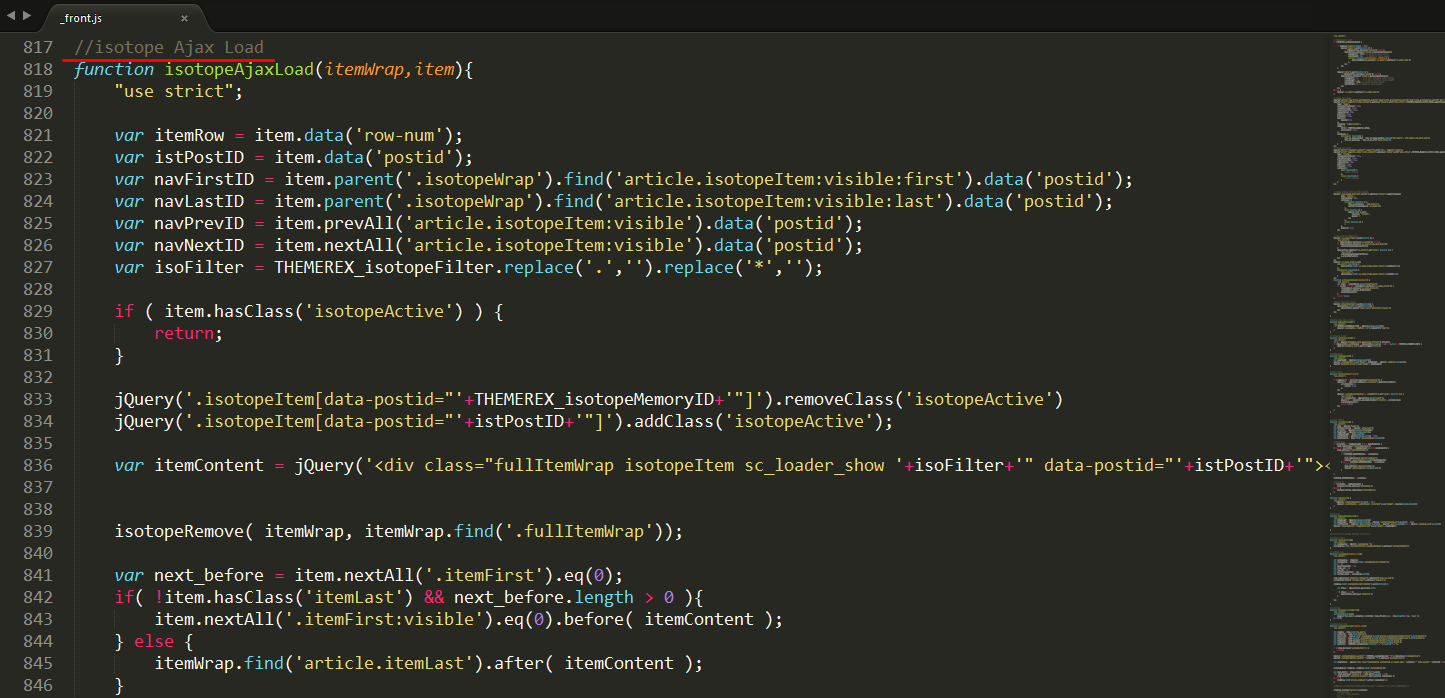 _front.js ×
817 //isotope Ajax Load
818 function isotopeAjaxLoad(itemWrap,item){
819 "use strict";
820
821 var itemRow = item.data('row-num');
822 var istPostID = item.data('postid');
823 var navFirstID = item.parent('.isotopeWrap').find('article.isotopeItem:visible:first').data('postid');
824 var navLastID = item.parent('.isotopeWrap').find('article.isotopeItem:visible:last').data('postid');
825 var navPrevID = item.prevAll('article.isotopeItem:visible').data('postid');
826 var navNextID = item.nextAll('article.isotopeItem:visible').data('postid');
827 var isoFilter = THEMEREX_isotopeFilter.replace('.','').replace('*','');
828
829 if ( item.hasClass('isotopeActive') ) {
830 return;
831 }
832
833 jQuery('.isotopeItem[data-postid="'+THEMEREX_isotopeMemoryID+'"]').removeClass('isotopeActive')
834 jQuery('.isotopeItem[data-postid="'+istPostID+'"]').addClass('isotopeActive');
835
836 var itemContent = jQuery('<div class="fullItemWrap isotopeItem sc_loader_show '+isoFilter+'" data-postid="'+istPostID+'"><
837
838
839 isotopeRemove( itemWrap, itemWrap.find('.fullItemWrap'));
840
841 var next_before = item.nextAll('.itemFirst').eq(0);
842 if( !item.hasClass('itemLast') && next_before.length > 0 ){
843 item.nextAll('.itemFirst:visible').eq(0).before( itemContent );
844 } else {
845 itemWrap.find('article.itemLast').after( itemContent );
846 }